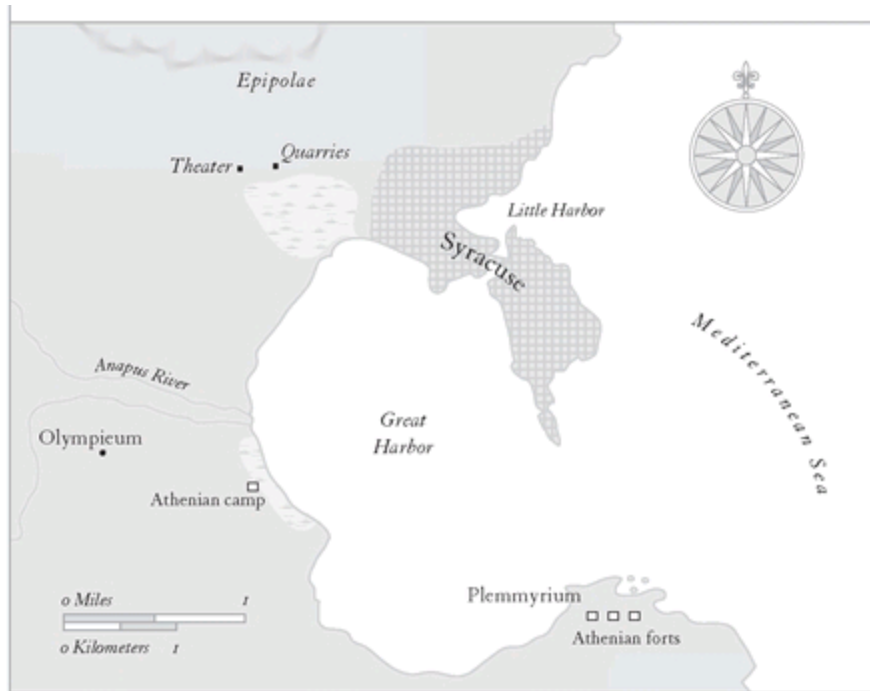 Epipolae
Quarries
Theater
Little Harbor
Syracuse
Mediterranean Sea
Anapus River
Great
Harbor
Olympieum
Athenian camp
Plemmyrium
Athenian forts
0 Miles 1
0 Kilometers 1